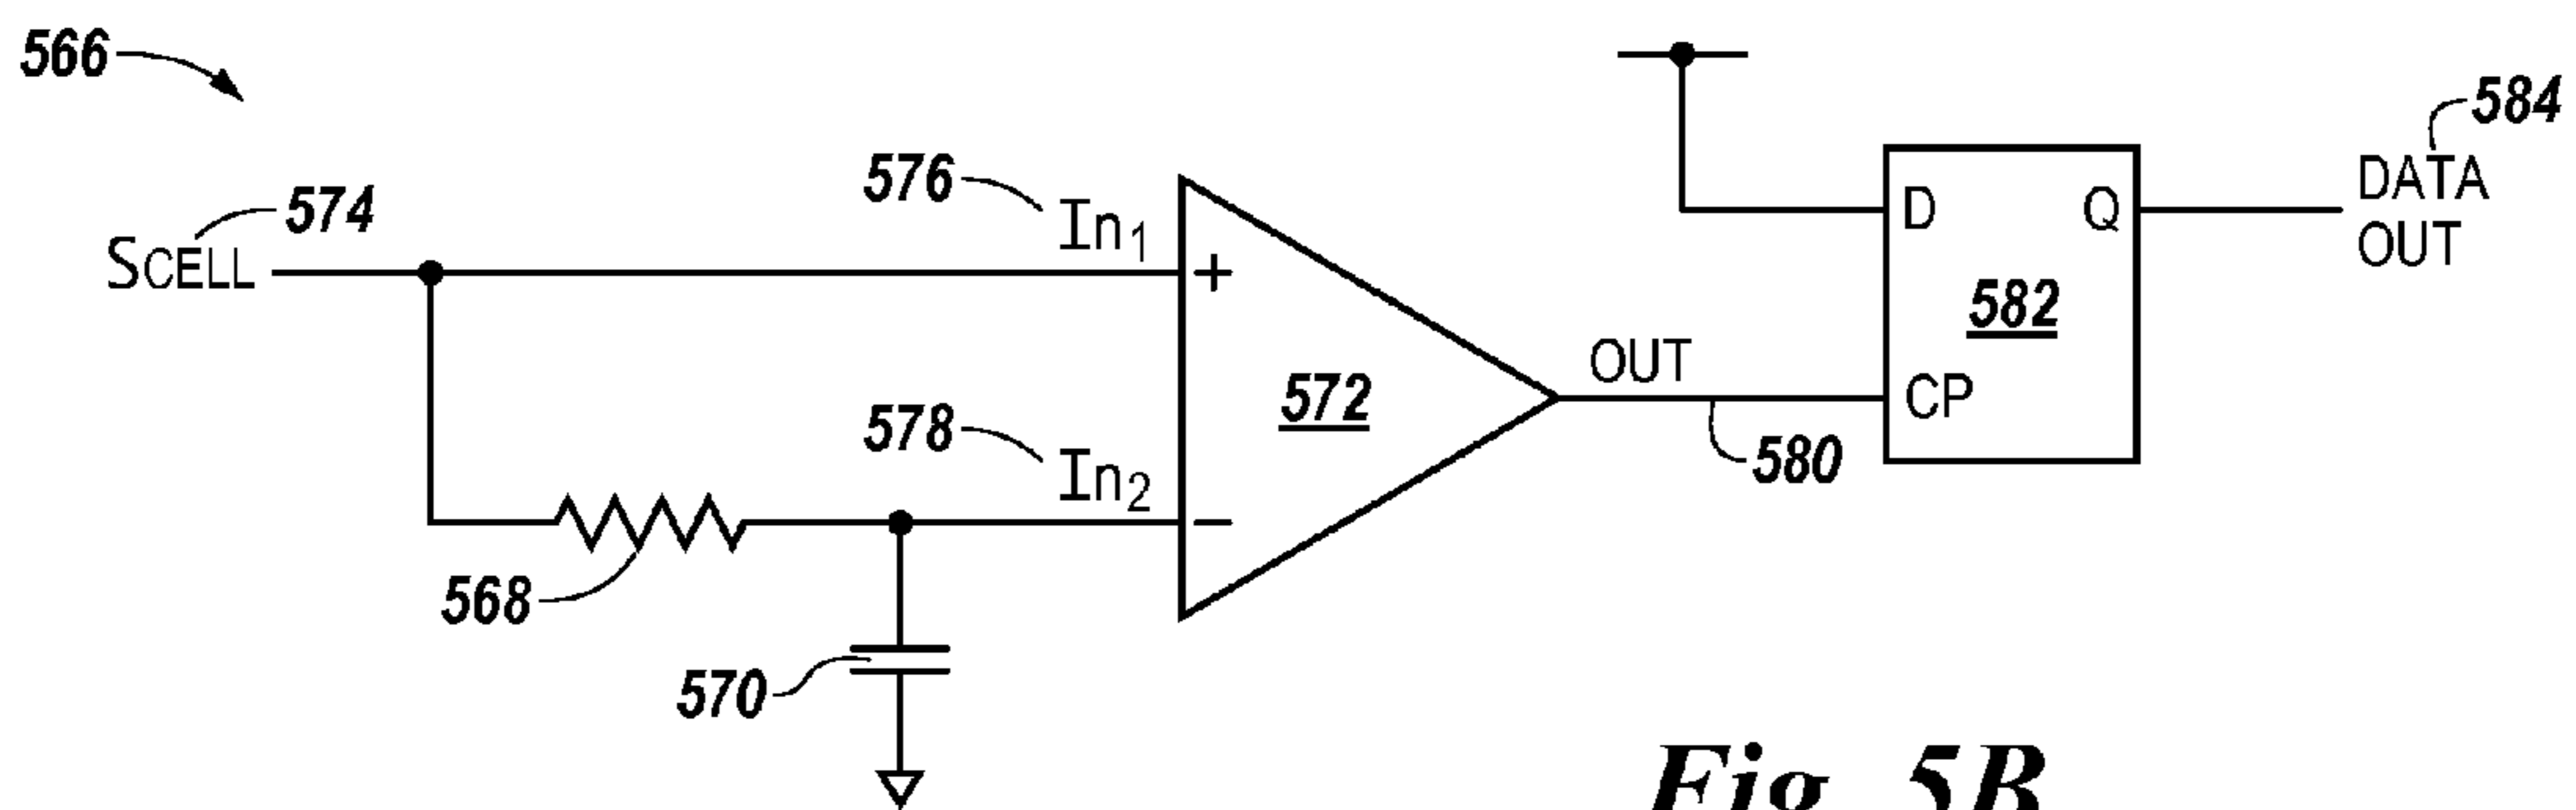 566
584
574
576
In1
DATA
OUT
SCELL
+
D
Q
582
OUT
572
CP
578
In2
580
−
568
570
Fig. 5B